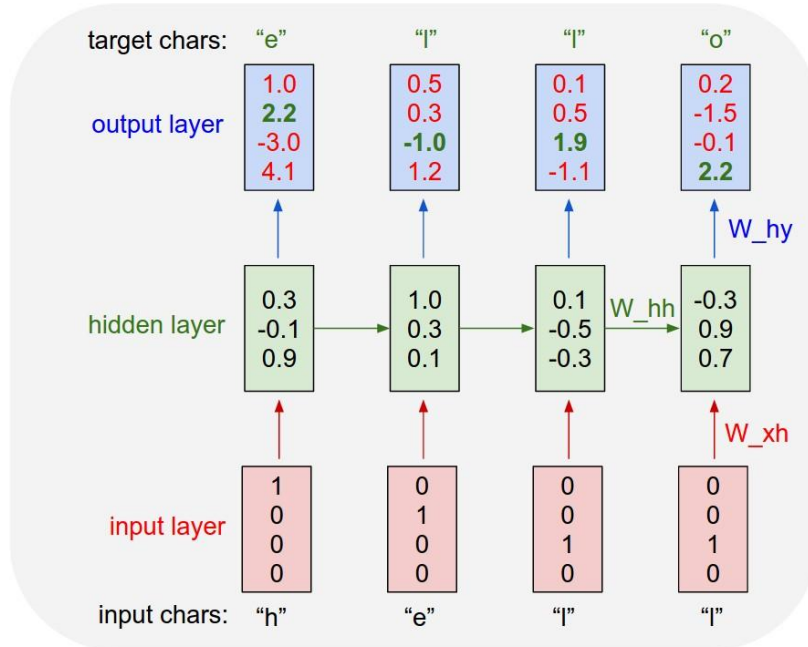 target chars: “e” “l” “l” “o”
1.0 0.5 0.1 0.2
2.2 0.3 0.5 -1.5
output layer
-3.0 -1.0 1.9 -0.1
4.1 1.2 -1.1 2.2
W_hy
0.3 1.0 0.1 -0.3
W_hh
hidden layer -0.1 0.3 -0.5 0.9
0.9 0.1 -0.3 0.7
W_xh
1 0 0 0
0 1 0 0
input layer
0 0 1 1
0 0 0 0
input chars: “h” “e” “l” “l”